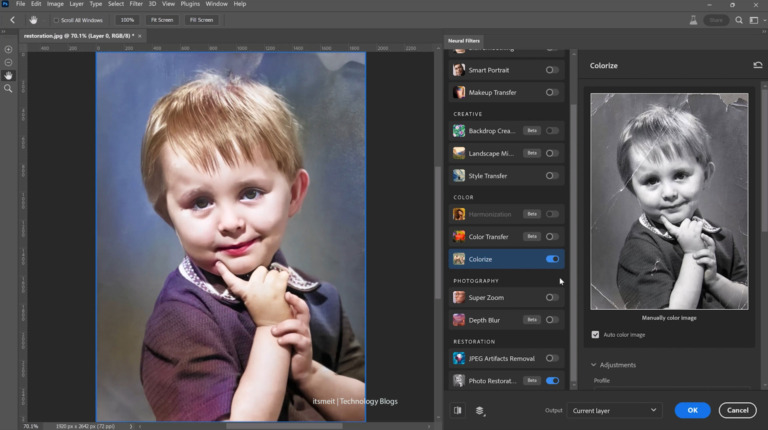 Ps File Edit Image Layer Type Select Filter 3D View Plugins Window Help
Scroll All Windows 100% Fit Screen Fill Screen Share
restoration.jpg @ 70.1% (Layer 0, RGB/8) * ×
Neural Filters
Smart Portrait
Makeup Transfer
CREATIVE
Backdrop Crea... Beta
Landscape Mi... Beta
Style Transfer
COLOR
Harmonization Beta
Color Transfer Beta
Colorize
PHOTOGRAPHY
Super Zoom
Depth Blur Beta
RESTORATION
JPEG Artifacts Removal
Photo Restorat... Beta
Colorize
Manually color image
Auto color image
Adjustments
Profile
itsmeit | Technology Blogs
Output Current layer OK Cancel
70.1% 1920 px x 2642 px (72 ppi)